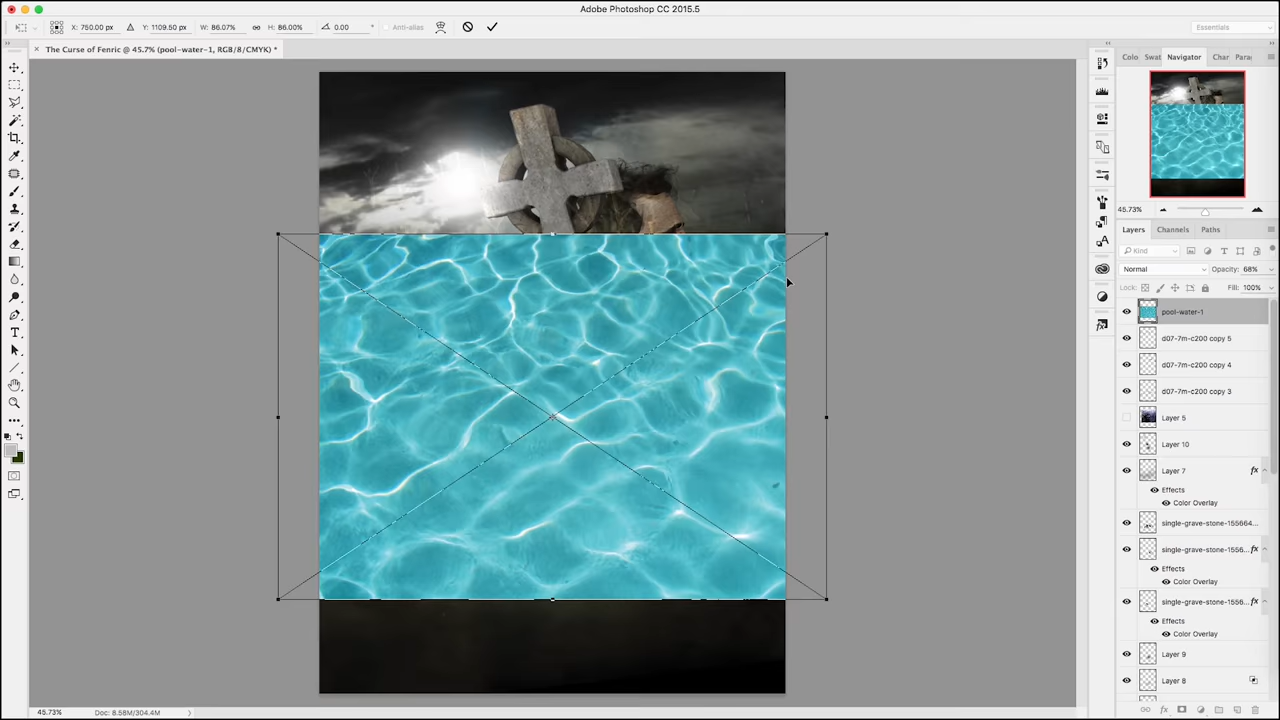 Adobe Photoshop CC 2015.5
X: 750.00 px Y: 1109.50 px W: 86.07% H: 86.00% 0.00 ° Anti-alias Essentials
× The Curse of Fenric @ 45.7% (pool-water-1, RGB/8/CMYK) *
Colo Swat Navigator Char Para
45.73%
Layers Channels Paths
Kind
Normal Opacity: 68%
Lock: Fill: 100%
pool-water-1
d07-7m-c200 copy 5
d07-7m-c200 copy 4
d07-7m-c200 copy 3
Layer 5
Layer 10
Layer 7 fx
Effects
Color Overlay
single-grave-stone-155664...
single-grave-stone-1556... fx
Effects
Color Overlay
single-grave-stone-1556... fx
Effects
Color Overlay
Layer 9
Layer 8
45.73% Doc: 8.58M/304.4M